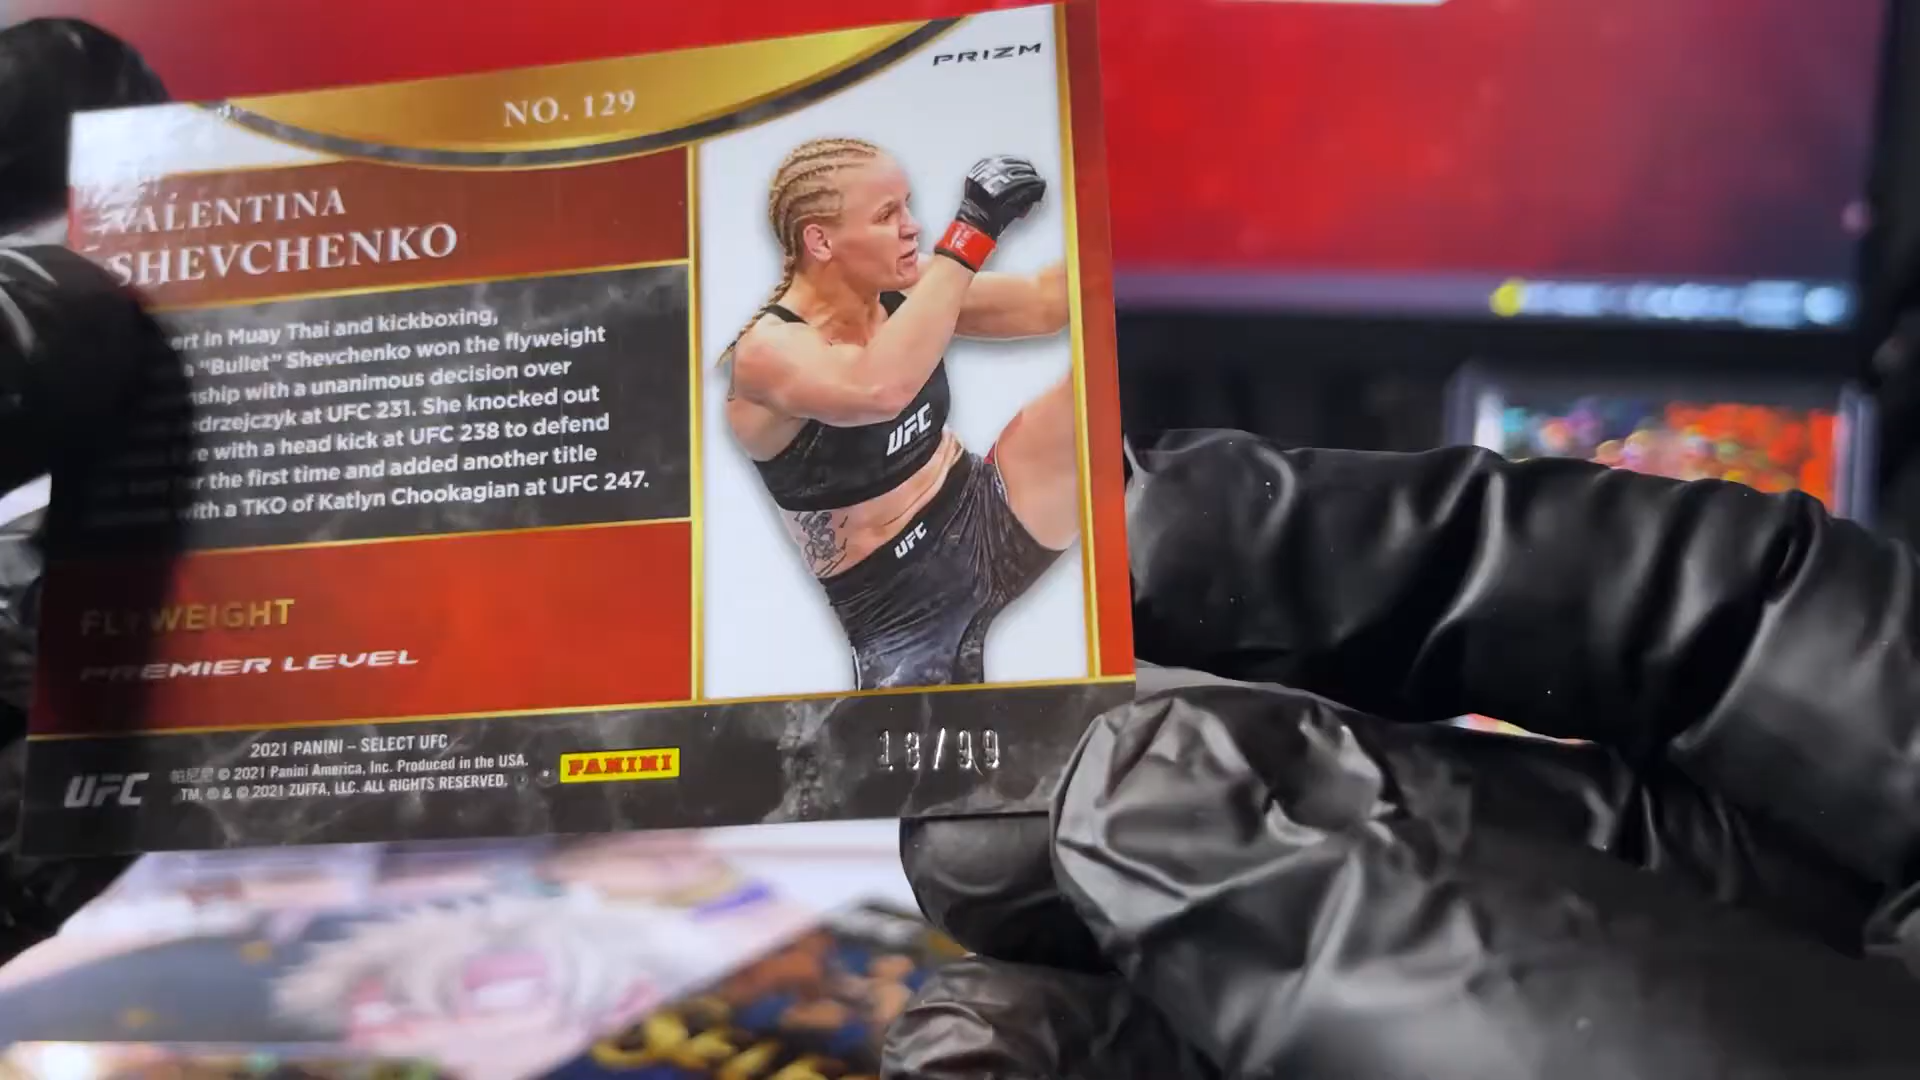 PRIZM
NO. 129
VALENTINA
SHEVCHENKO
ert in Muay Thai and kickboxing,
a "Bullet" Shevchenko won the flyweight
nship with a unanimous decision over
drzejczyk at UFC 231. She knocked out
e with a head kick at UFC 238 to defend
r the first time and added another title
with a TKO of Katlyn Chookagian at UFC 247.
UFC
UFC
FLYWEIGHT
PREMIER LEVEL
2021 PANINI – SELECT UFC
帕尼尼 © 2021 Panini America, Inc. Produced in the USA.
TM, ® & © 2021 ZUFFA, LLC. ALL RIGHTS RESERVED.
UFC
PANINI
18/99